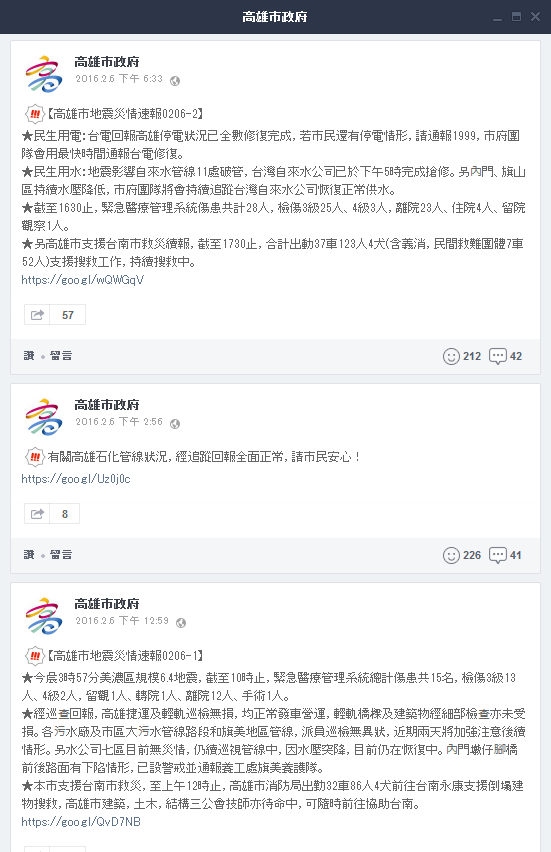 高雄市政府
高雄市政府
2016.2.6 下午 6:33
【高雄市地震災情速報0206-2】
★民生用電：台電回報高雄停電狀況已全數修復完成，若市民還有停電情形，請通報1999，市府團
隊會用最快時間通報台電修復。
★民生用水：地震影響自來水管線11處破管，台灣自來水公司已於下午5時完成搶修。另內門、旗山
區持續水壓降低，市府團隊將會持續追蹤台灣自來水公司恢復正常供水。
★截至1630止，緊急醫療管理系統傷患共計28人，檢傷3級25人、4級3人，離院23人、住院4人、留院
觀察1人。
★另高雄市支援台南市救災續報，截至1730止，合計出動37車123人4犬(含義消，民間救難團體7車
52人)支援搜救工作，持續搜救中。
https://goo.gl/wQWGqV
57
讚 • 留言 212 42
高雄市政府
2016.2.6 下午 2:56
有關高雄石化管線狀況，經追蹤回報全面正常，請市民安心！
https://goo.gl/Uz0j0c
8
讚 • 留言 226 41
高雄市政府
2016.2.6 下午 12:59
【高雄市地震災情速報0206-1】
★今晨3時57分美濃區規模6.4地震，截至10時止，緊急醫療管理系統總計傷患共15名，檢傷3級13
人、4級2人，留觀1人、轉院1人、離院12人、手術1人。
★經巡查回報，高雄捷運及輕軌巡檢無損，均正常發車營運，輕軌橋樑及建築物經細部檢查亦未受
損。各污水廠及市區大污水管線路段和旗美地區管線，派員巡檢無異狀，近期兩天將加強注意後續
情形。另水公司七區目前無災情，仍續巡視管線中，因水壓突降，目前仍在恢復中。內門墩仔腳橋
前後路面有下陷情形，已設警戒並通報養工處旗美養護隊。
★本市支援台南市救災，至上午12時止，高雄市消防局出動32車86人4犬前往台南永康支援倒塌建
物搜救，高雄市建築，土木，結構三公會技師亦待命中，可隨時前往協助台南。
https://goo.gl/QvD7NB